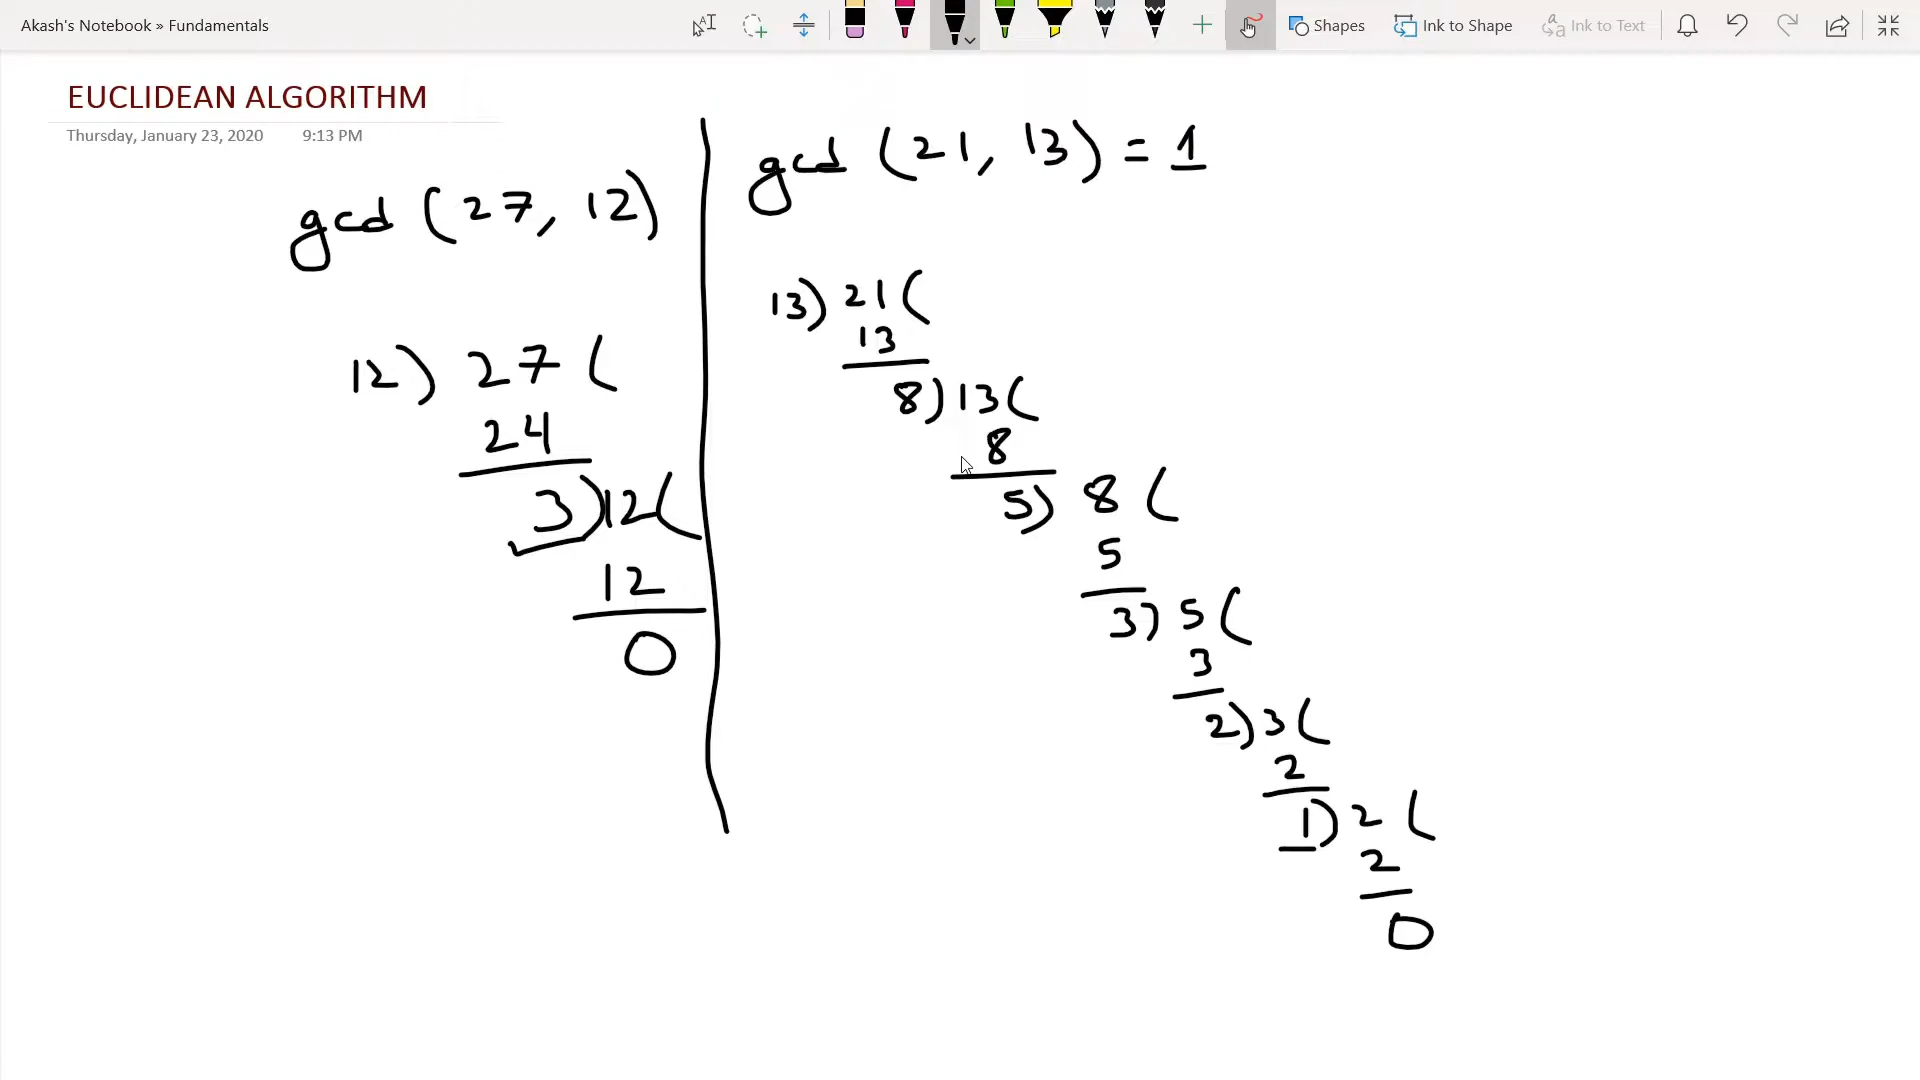 Akash's Notebook » Fundamentals
Shapes
Ink to Shape
Ink to Text
EUCLIDEAN ALGORITHM
Thursday, January 23, 2020 9:13 PM
gcd (27, 12)
12) 27 (
24
3) 12 (
12
0
gcd (21, 13) = 1
13) 21 (
13
8) 13 (
8
5) 8 (
5
3) 5 (
3
2) 3 (
2
1) 2 (
2
0